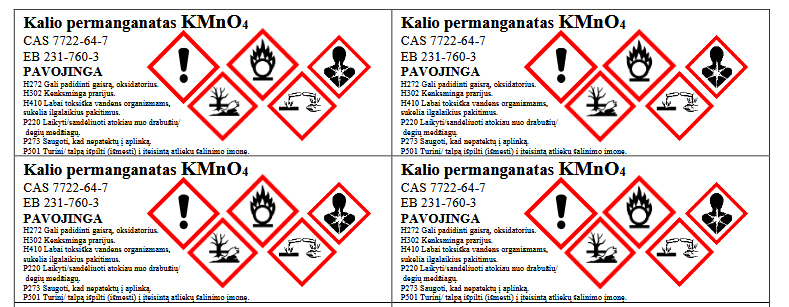 Kalio permanganatas KMnO4
CAS 7722-64-7
EB 231-760-3
PAVOJINGA
H272 Gali padidinti gaisrą, oksidatorius.
H302 Kenksminga prarijus.
H410 Labai toksiška vandens organizmams,
sukelia ilgalaikius pakitimus.
P220 Laikyti/sandėliuoti atokiau nuo drabužių/
degių medžiagų.
P273 Saugoti, kad nepatektų į aplinką.
P501 Turinį/ talpą išpilti (išmesti) į įteisintą atliekų šalinimo įmonę.
Kalio permanganatas KMnO4
CAS 7722-64-7
EB 231-760-3
PAVOJINGA
H272 Gali padidinti gaisrą, oksidatorius.
H302 Kenksminga prarijus.
H410 Labai toksiška vandens organizmams,
sukelia ilgalaikius pakitimus.
P220 Laikyti/sandėliuoti atokiau nuo drabužių/
degių medžiagų.
P273 Saugoti, kad nepatektų į aplinką.
P501 Turinį/ talpą išpilti (išmesti) į įteisintą atliekų šalinimo įmonę.
Kalio permanganatas KMnO4
CAS 7722-64-7
EB 231-760-3
PAVOJINGA
H272 Gali padidinti gaisrą, oksidatorius.
H302 Kenksminga prarijus.
H410 Labai toksiška vandens organizmams,
sukelia ilgalaikius pakitimus.
P220 Laikyti/sandėliuoti atokiau nuo drabužių/
degių medžiagų.
P273 Saugoti, kad nepatektų į aplinką.
P501 Turinį/ talpą išpilti (išmesti) į įteisintą atliekų šalinimo įmonę.
Kalio permanganatas KMnO4
CAS 7722-64-7
EB 231-760-3
PAVOJINGA
H272 Gali padidinti gaisrą, oksidatorius.
H302 Kenksminga prarijus.
H410 Labai toksiška vandens organizmams,
sukelia ilgalaikius pakitimus.
P220 Laikyti/sandėliuoti atokiau nuo drabužių/
degių medžiagų.
P273 Saugoti, kad nepatektų į aplinką.
P501 Turinį/ talpą išpilti (išmesti) į įteisintą atliekų šalinimo įmonę.